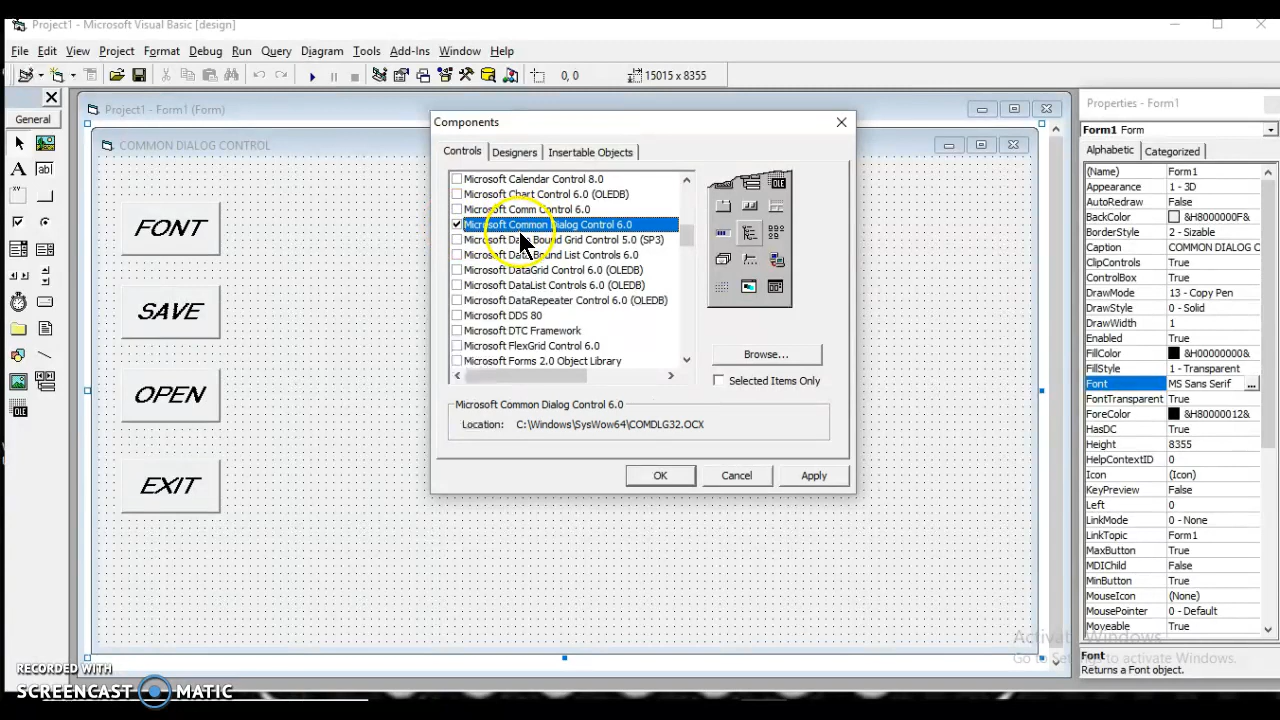 Project1 - Microsoft Visual Basic [design]
File Edit View Project Format Debug Run Query Diagram Tools Add-Ins Window Help
0, 0 15015 x 8355
General
Project1 - Form1 (Form)
COMMON DIALOG CONTROL
FONT
SAVE
OPEN
EXIT
Components
Controls Designers Insertable Objects
Microsoft Calendar Control 8.0
Microsoft Chart Control 6.0 (OLEDB)
Microsoft Comm Control 6.0
Microsoft Common Dialog Control 6.0
Microsoft Data Bound Grid Control 5.0 (SP3)
Microsoft Data Bound List Controls 6.0
Microsoft DataGrid Control 6.0 (OLEDB)
Microsoft DataList Controls 6.0 (OLEDB)
Microsoft DataRepeater Control 6.0 (OLEDB)
Microsoft DDS 80
Microsoft DTC Framework
Microsoft FlexGrid Control 6.0
Microsoft Forms 2.0 Object Library
Browse...
Selected Items Only
Microsoft Common Dialog Control 6.0
Location: C:\Windows\SysWow64\COMDLG32.OCX
OK Cancel Apply
Properties - Form1
Form1 Form
Alphabetic Categorized
(Name) Form1
Appearance 1 - 3D
AutoRedraw False
BackColor &H8000000F&
BorderStyle 2 - Sizable
Caption COMMON DIALOG C
ClipControls True
ControlBox True
DrawMode 13 - Copy Pen
DrawStyle 0 - Solid
DrawWidth 1
Enabled True
FillColor &H00000000&
FillStyle 1 - Transparent
Font MS Sans Serif ...
FontTransparent True
ForeColor &H80000012&
HasDC True
Height 8355
HelpContextID 0
Icon (Icon)
KeyPreview False
Left 0
LinkMode 0 - None
LinkTopic Form1
MaxButton True
MDIChild False
MinButton True
MouseIcon (None)
MousePointer 0 - Default
Moveable True
Font
Returns a Font object.
Activate Windows
Go to Settings to activate Windows.
RECORDED WITH
SCREENCAST MATIC